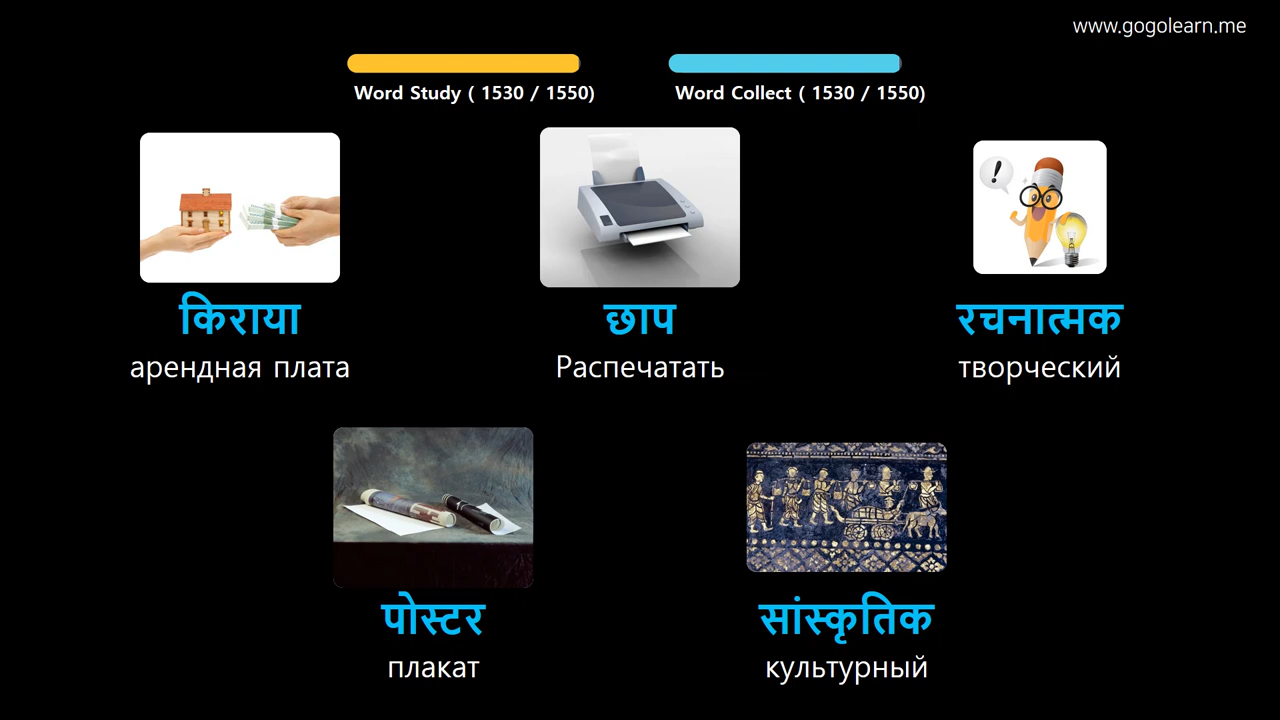 www.gogolearn.me
Word Study ( 1530 / 1550)
Word Collect ( 1530 / 1550)
किराया
арендная плата
छाप
Распечатать
रचनात्मक
творческий
पोस्टर
плакат
सांस्कृतिक
культурный